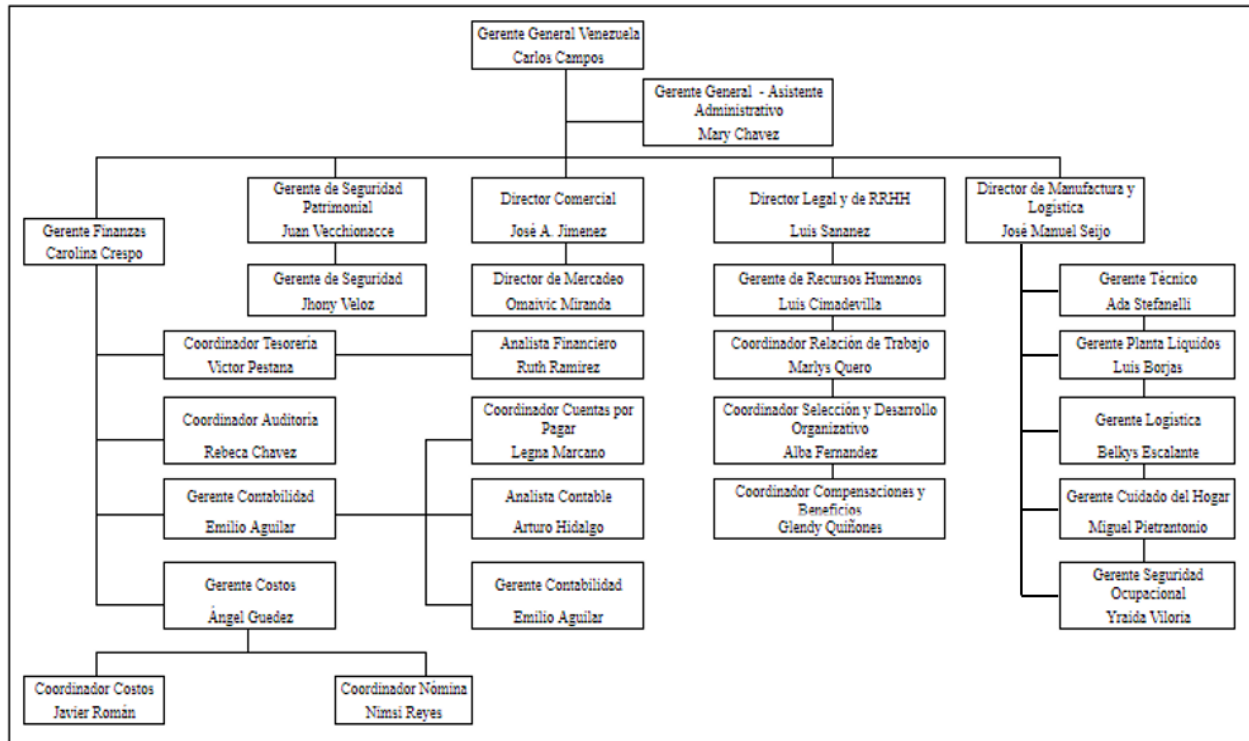 Gerente General Venezuela
Carlos Campos
Gerente General - Asistente
Administrativo
Mary Chavez
Gerente Finanzas
Carolina Crespo
Gerente de Seguridad
Patrimonial
Juan Vecchionacce
Director Comercial
José A. Jimenez
Director Legal y de RRHH
Luis Sananez
Director de Manufactura y
Logística
José Manuel Seijo
Gerente de Seguridad
Jhony Veloz
Director de Mercadeo
Omaivic Miranda
Gerente de Recursos Humanos
Luis Cimadevilla
Gerente Técnico
Ada Stefanelli
Coordinador Tesoreria
Victor Pestana
Analista Financiero
Ruth Ramirez
Coordinador Relación de Trabajo
Marlys Quero
Gerente Planta Liquidos
Luis Borjas
Coordinador Auditoría
Rebeca Chavez
Coordinador Cuentas por
Pagar
Legna Marcano
Coordinador Selección y Desarrollo
Organizativo
Alba Fernandez
Gerente Logística
Belkys Escalante
Gerente Contabilidad
Emilio Aguilar
Analista Contable
Arturo Hidalgo
Coordinador Compensaciones y
Beneficios
Glendy Quiñones
Gerente Cuidado del Hogar
Miguel Pietrantonio
Gerente Costos
Ángel Guedez
Gerente Contabilidad
Emilio Aguilar
Gerente Seguridad
Ocupacional
Yraida Viloria
Coordinador Costos
Javier Román
Coordinador Nómina
Nimsi Reyes